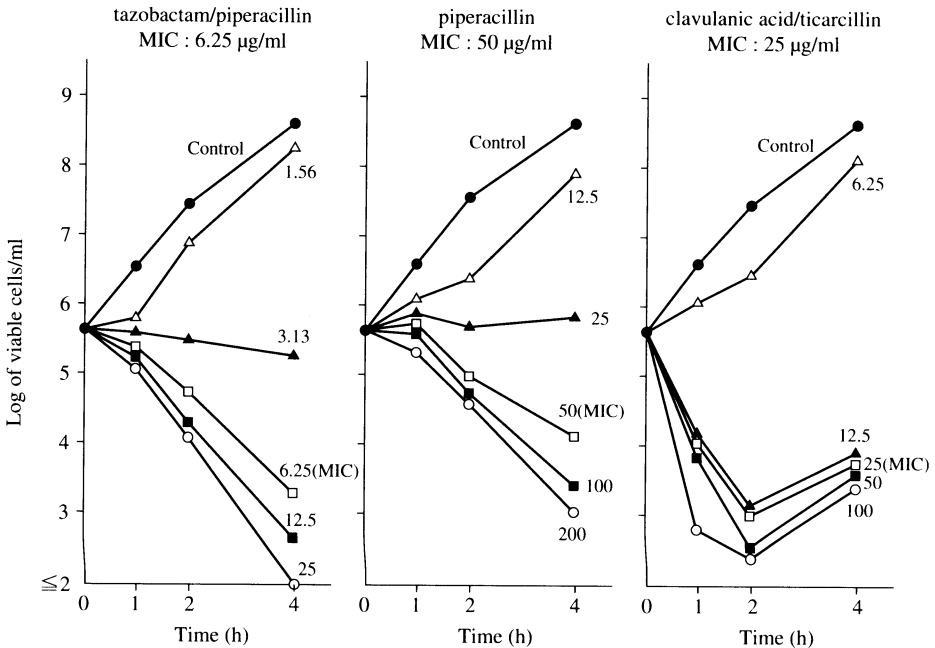 tazobactam/piperacillin
MIC : 6.25 µg/ml
piperacillin
MIC : 50 µg/ml
clavulanic acid/ticarcillin
MIC : 25 µg/ml
Log of viable cells/ml
9
8
7
6
5
4
3
≦2
Control
1.56
3.13
6.25(MIC)
12.5
25
0
1
2
4
Time (h)
Control
12.5
25
50(MIC)
100
200
0
1
2
4
Time (h)
Control
6.25
12.5
25(MIC)
50
100
0
1
2
4
Time (h)